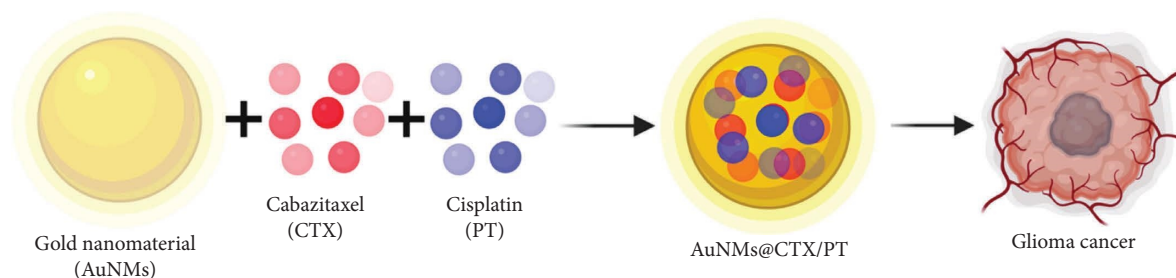 Gold nanomaterial
(AuNMs)
Cabazitaxel
(CTX)
Cisplatin
(PT)
AuNMs@CTX/PT
Glioma cancer